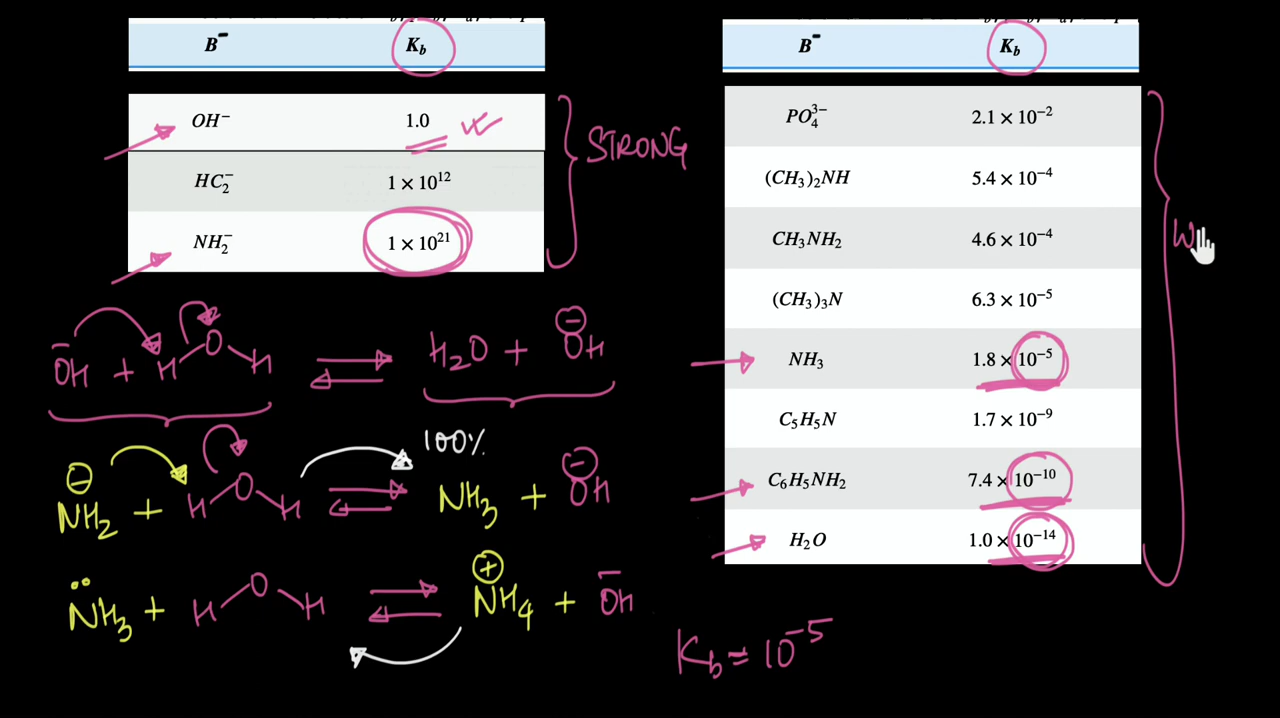 B⁻ K_b
OH⁻ 1.0
HC₂⁻ 1 × 10¹²
NH₂⁻ 1 × 10²¹
STRONG
B⁻ K_b
PO₄³⁻ 2.1 × 10⁻²
(CH₃)₂NH 5.4 × 10⁻⁴
CH₃NH₂ 4.6 × 10⁻⁴
(CH₃)₃N 6.3 × 10⁻⁵
NH₃ 1.8 × 10⁻⁵
C₅H₅N 1.7 × 10⁻⁹
C₆H₅NH₂ 7.4 × 10⁻¹⁰
H₂O 1.0 × 10⁻¹⁴
W
ŌH + H O H ⇌ H₂O + ⊖ OH
100%
⊖ NH₂ + H O H ⇌ NH₃ + ⊖ OH
N̈H₃ + H O H ⇌ ⊕ NH₄ + ŌH
K_b = 10⁻⁵